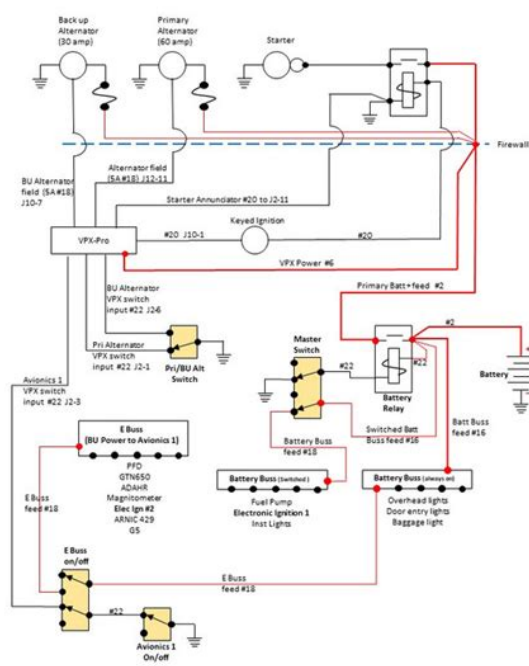 Back up
Alternator
(30 amp)
Primary
Alternator
(60 amp)
Starter
Firewall
Alternator
field (5A #18) J12-11
BU Alternator
field (5A #18)
J10-7
Starter Annunciator #20 to J2-11
Keyed Ignition
VPX-Pro
#20 J10-1
#20
VPX Power #6
BU Alternator
VPX switch
input #22 J2-6
Primary Batt+feed #2
Pri Alternator
VPX switch
input #22 J2-1
Pri/BU Alt
Switch
Master
Switch
#2
#22
#22
Battery
Relay
Battery
Avionics 1
VPX switch
input #22 J2-3
E Buss
(BU Power to Avionics 1)
PFD
GTN650
ADAHR
Magnitometer
Elec Ign #2
ARNIC 429
G5
Battery Buss
feed #18
Switched Batt
Buss feed #16
Batt Buss
feed #16
E Buss
feed #18
Battery Buss (Switched)
Fuel Pump
Electronic Ignition 1
Inst Lights
Battery Buss (always on)
Overhead lights
Door entry lights
Baggage light
E Buss
on/off
E Buss
feed #18
#22
Avionics 1
On/off